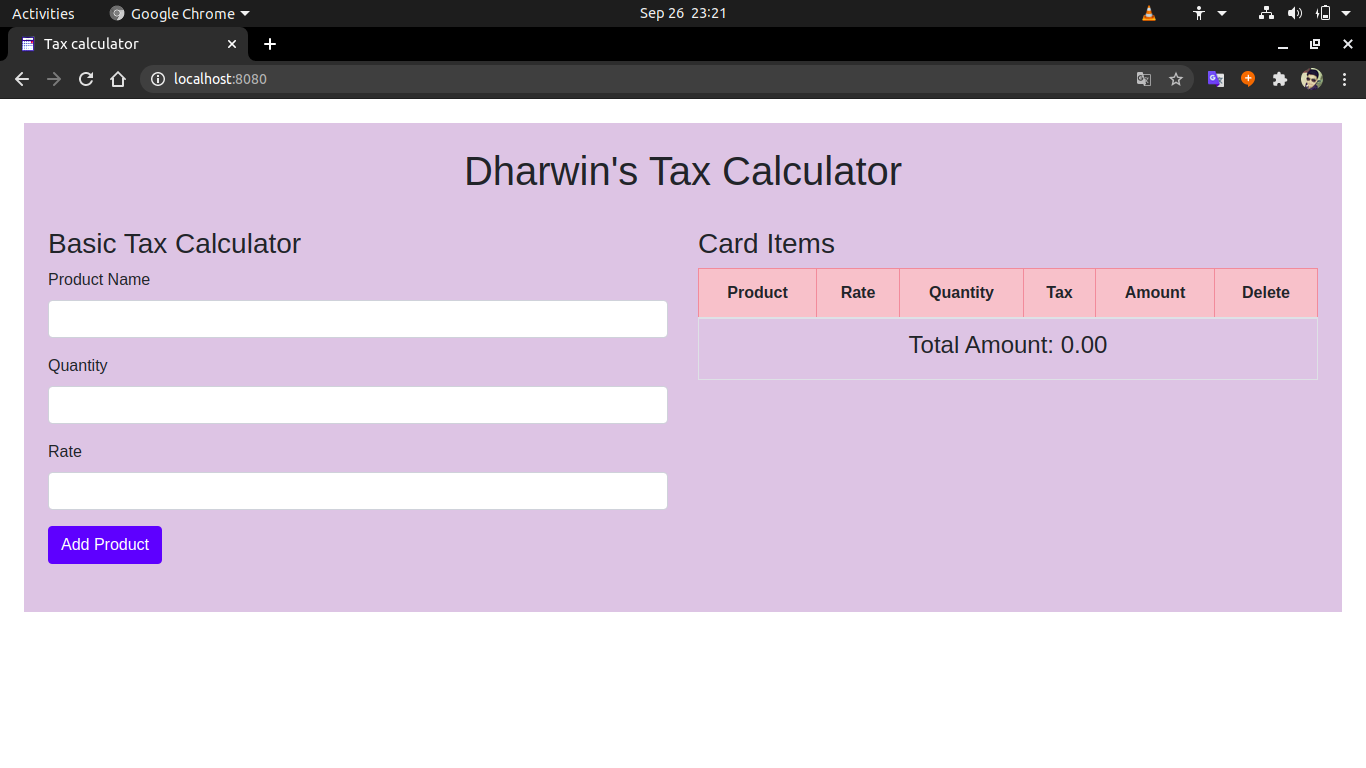 Activities Google Chrome Sep 26 23:21
Tax calculator
localhost:8080
Dharwin's Tax Calculator
Basic Tax Calculator
Product Name
Quantity
Rate
Add Product
Card Items
Product Rate Quantity Tax Amount Delete
Total Amount: 0.00